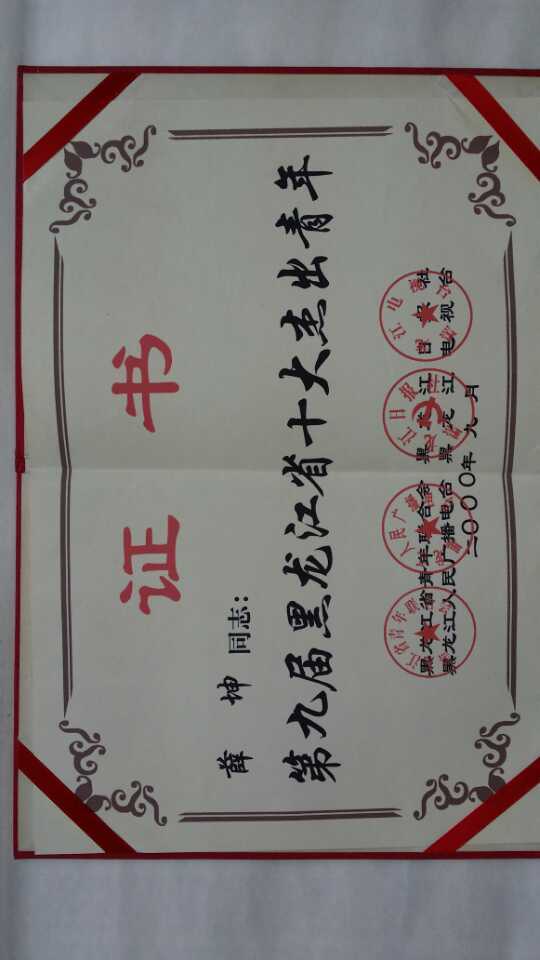 证书
薛坤 同志：
第九届黑龙江省十大杰出青年
黑龙江省青年联合会 黑龙江日报社
黑龙江人民广播电台 黑龙江电视台
二〇〇〇年九月